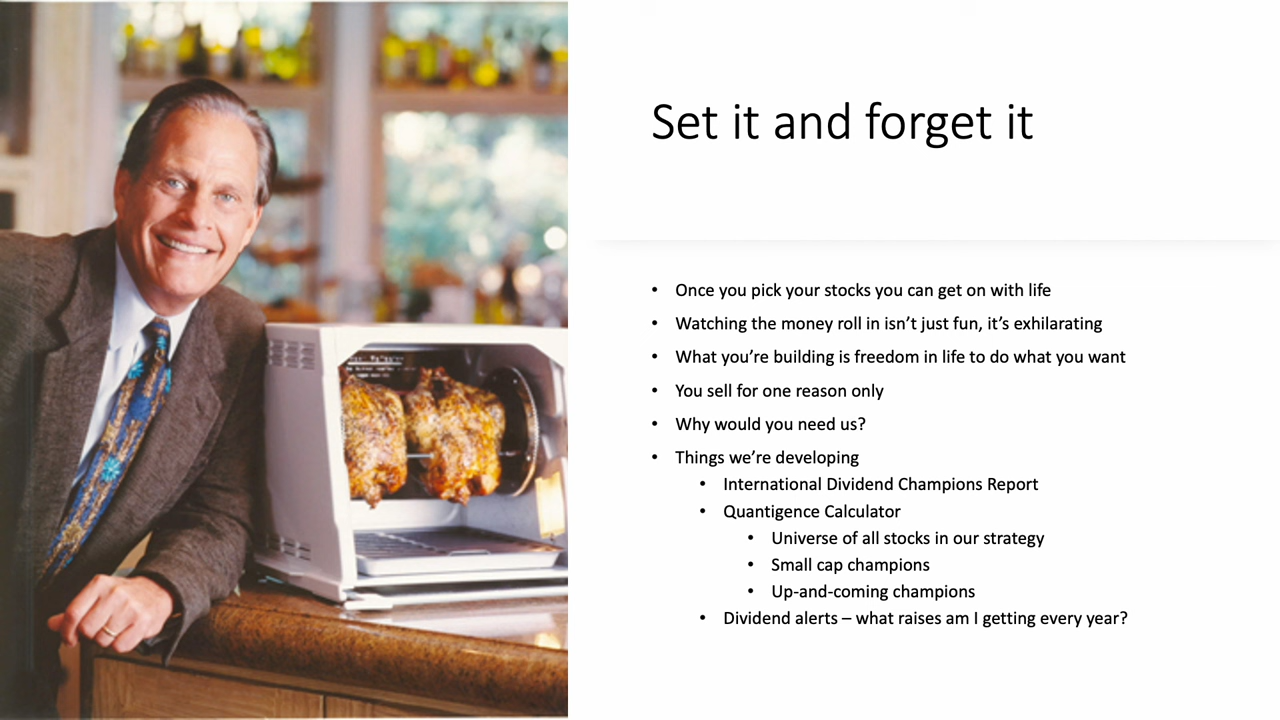 Set it and forget it
• Once you pick your stocks you can get on with life
• Watching the money roll in isn’t just fun, it’s exhilarating
• What you’re building is freedom in life to do what you want
• You sell for one reason only
• Why would you need us?
• Things we’re developing
• International Dividend Champions Report
• Quantigence Calculator
• Universe of all stocks in our strategy
• Small cap champions
• Up-and-coming champions
• Dividend alerts – what raises am I getting every year?